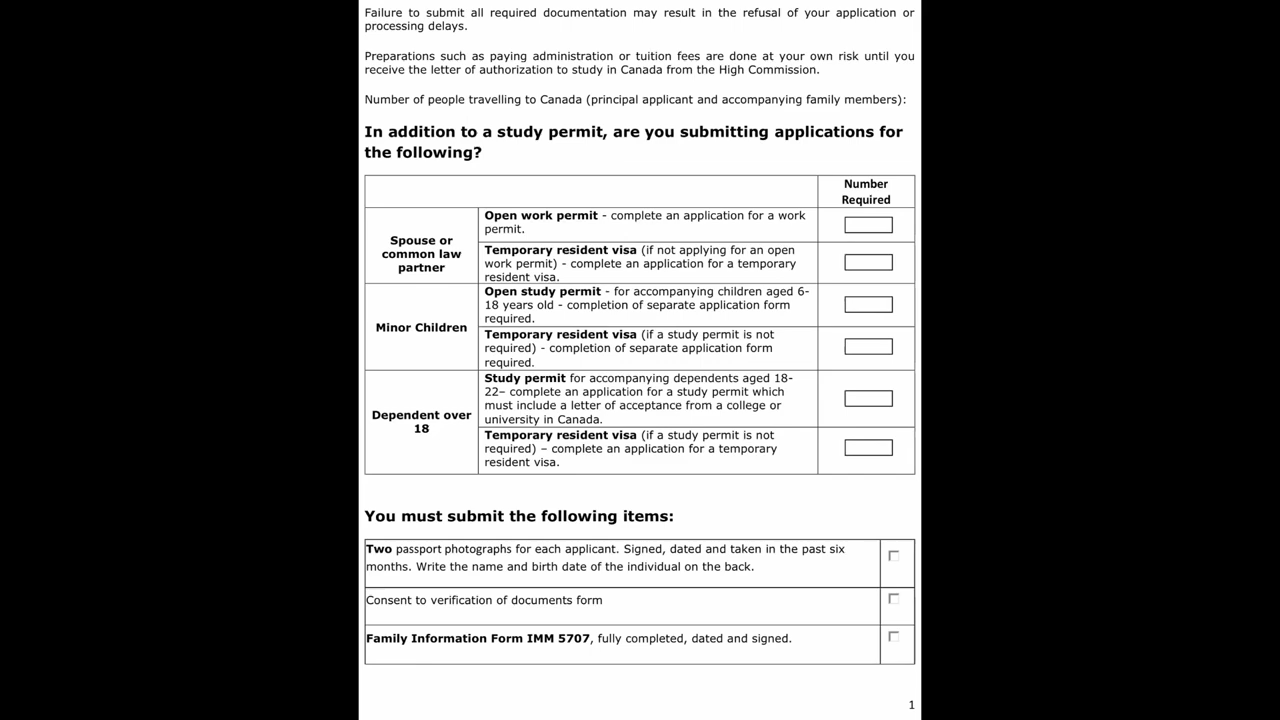 Failure to submit all required documentation may result in the refusal of your application or
processing delays.
Preparations such as paying administration or tuition fees are done at your own risk until you
receive the letter of authorization to study in Canada from the High Commission.
Number of people travelling to Canada (principal applicant and accompanying family members):
In addition to a study permit, are you submitting applications for
the following?
Number
Required
Spouse or
common law
partner
Open work permit - complete an application for a work
permit.
Temporary resident visa (if not applying for an open
work permit) - complete an application for a temporary
resident visa.
Minor Children
Open study permit - for accompanying children aged 6-
18 years old - completion of separate application form
required.
Temporary resident visa (if a study permit is not
required) - completion of separate application form
required.
Dependent over
18
Study permit for accompanying dependents aged 18-
22– complete an application for a study permit which
must include a letter of acceptance from a college or
university in Canada.
Temporary resident visa (if a study permit is not
required) – complete an application for a temporary
resident visa.
You must submit the following items:
Two passport photographs for each applicant. Signed, dated and taken in the past six
months. Write the name and birth date of the individual on the back.
Consent to verification of documents form
Family Information Form IMM 5707, fully completed, dated and signed.
1